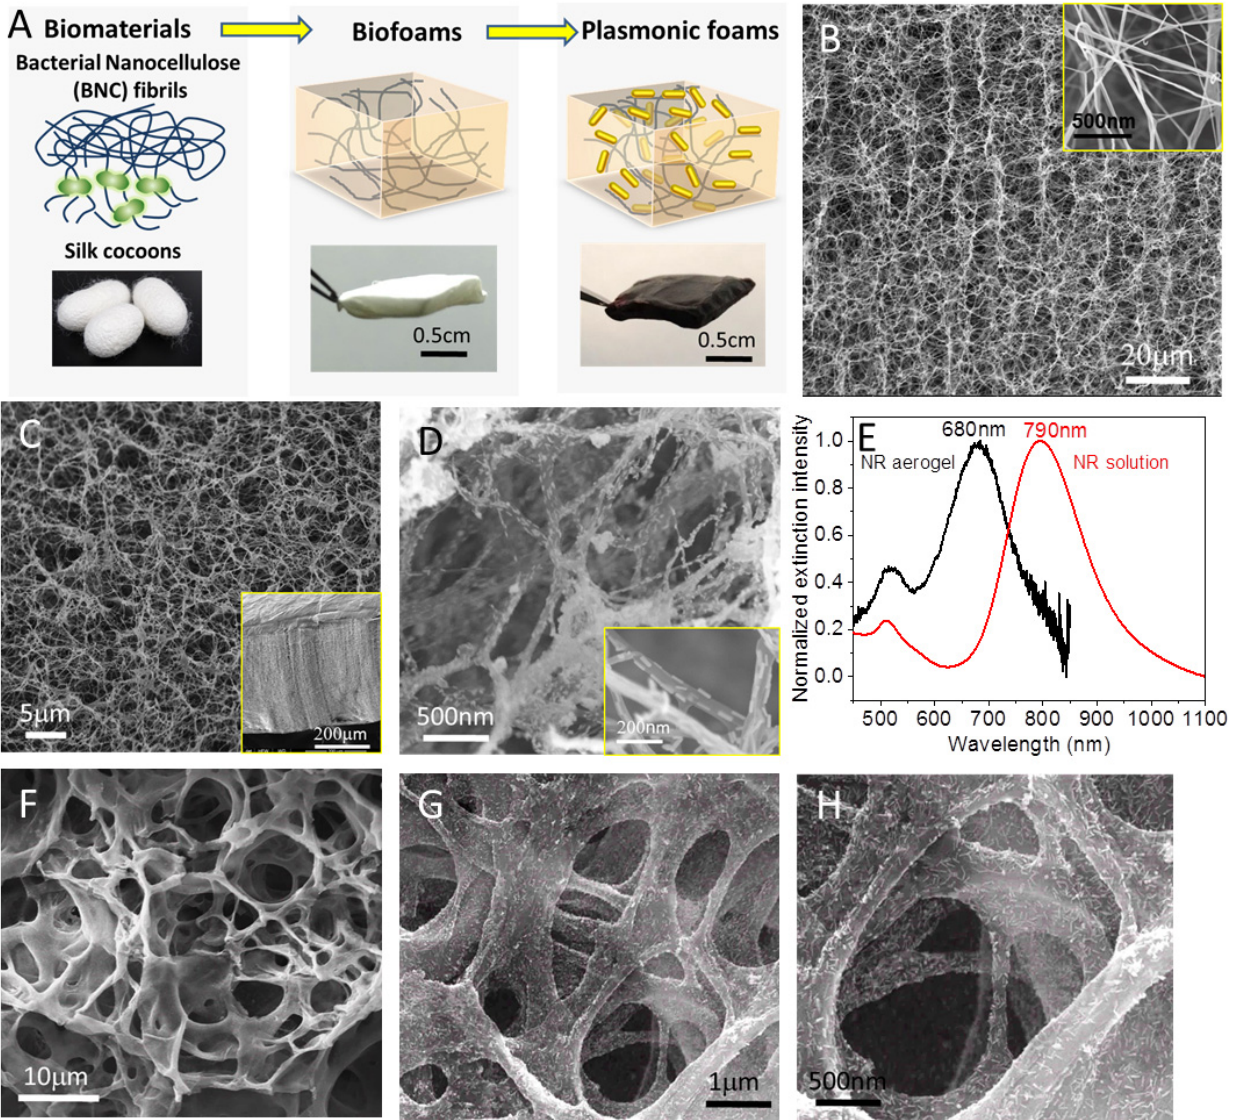 A
Biomaterials
Biofoams
Plasmonic foams
Bacterial Nanocellulose
(BNC) fibrils
Silk cocoons
0.5cm
0.5cm
B
500nm
20µm
C
5µm
200µm
D
500nm
200nm
E
680nm 790nm
NR aerogel NR solution
Normalized extinction intensity
1.0
0.8
0.6
0.4
0.2
0.0
500 600 700 800 900 1000 1100
Wavelength (nm)
F
10µm
G
1µm
H
500nm